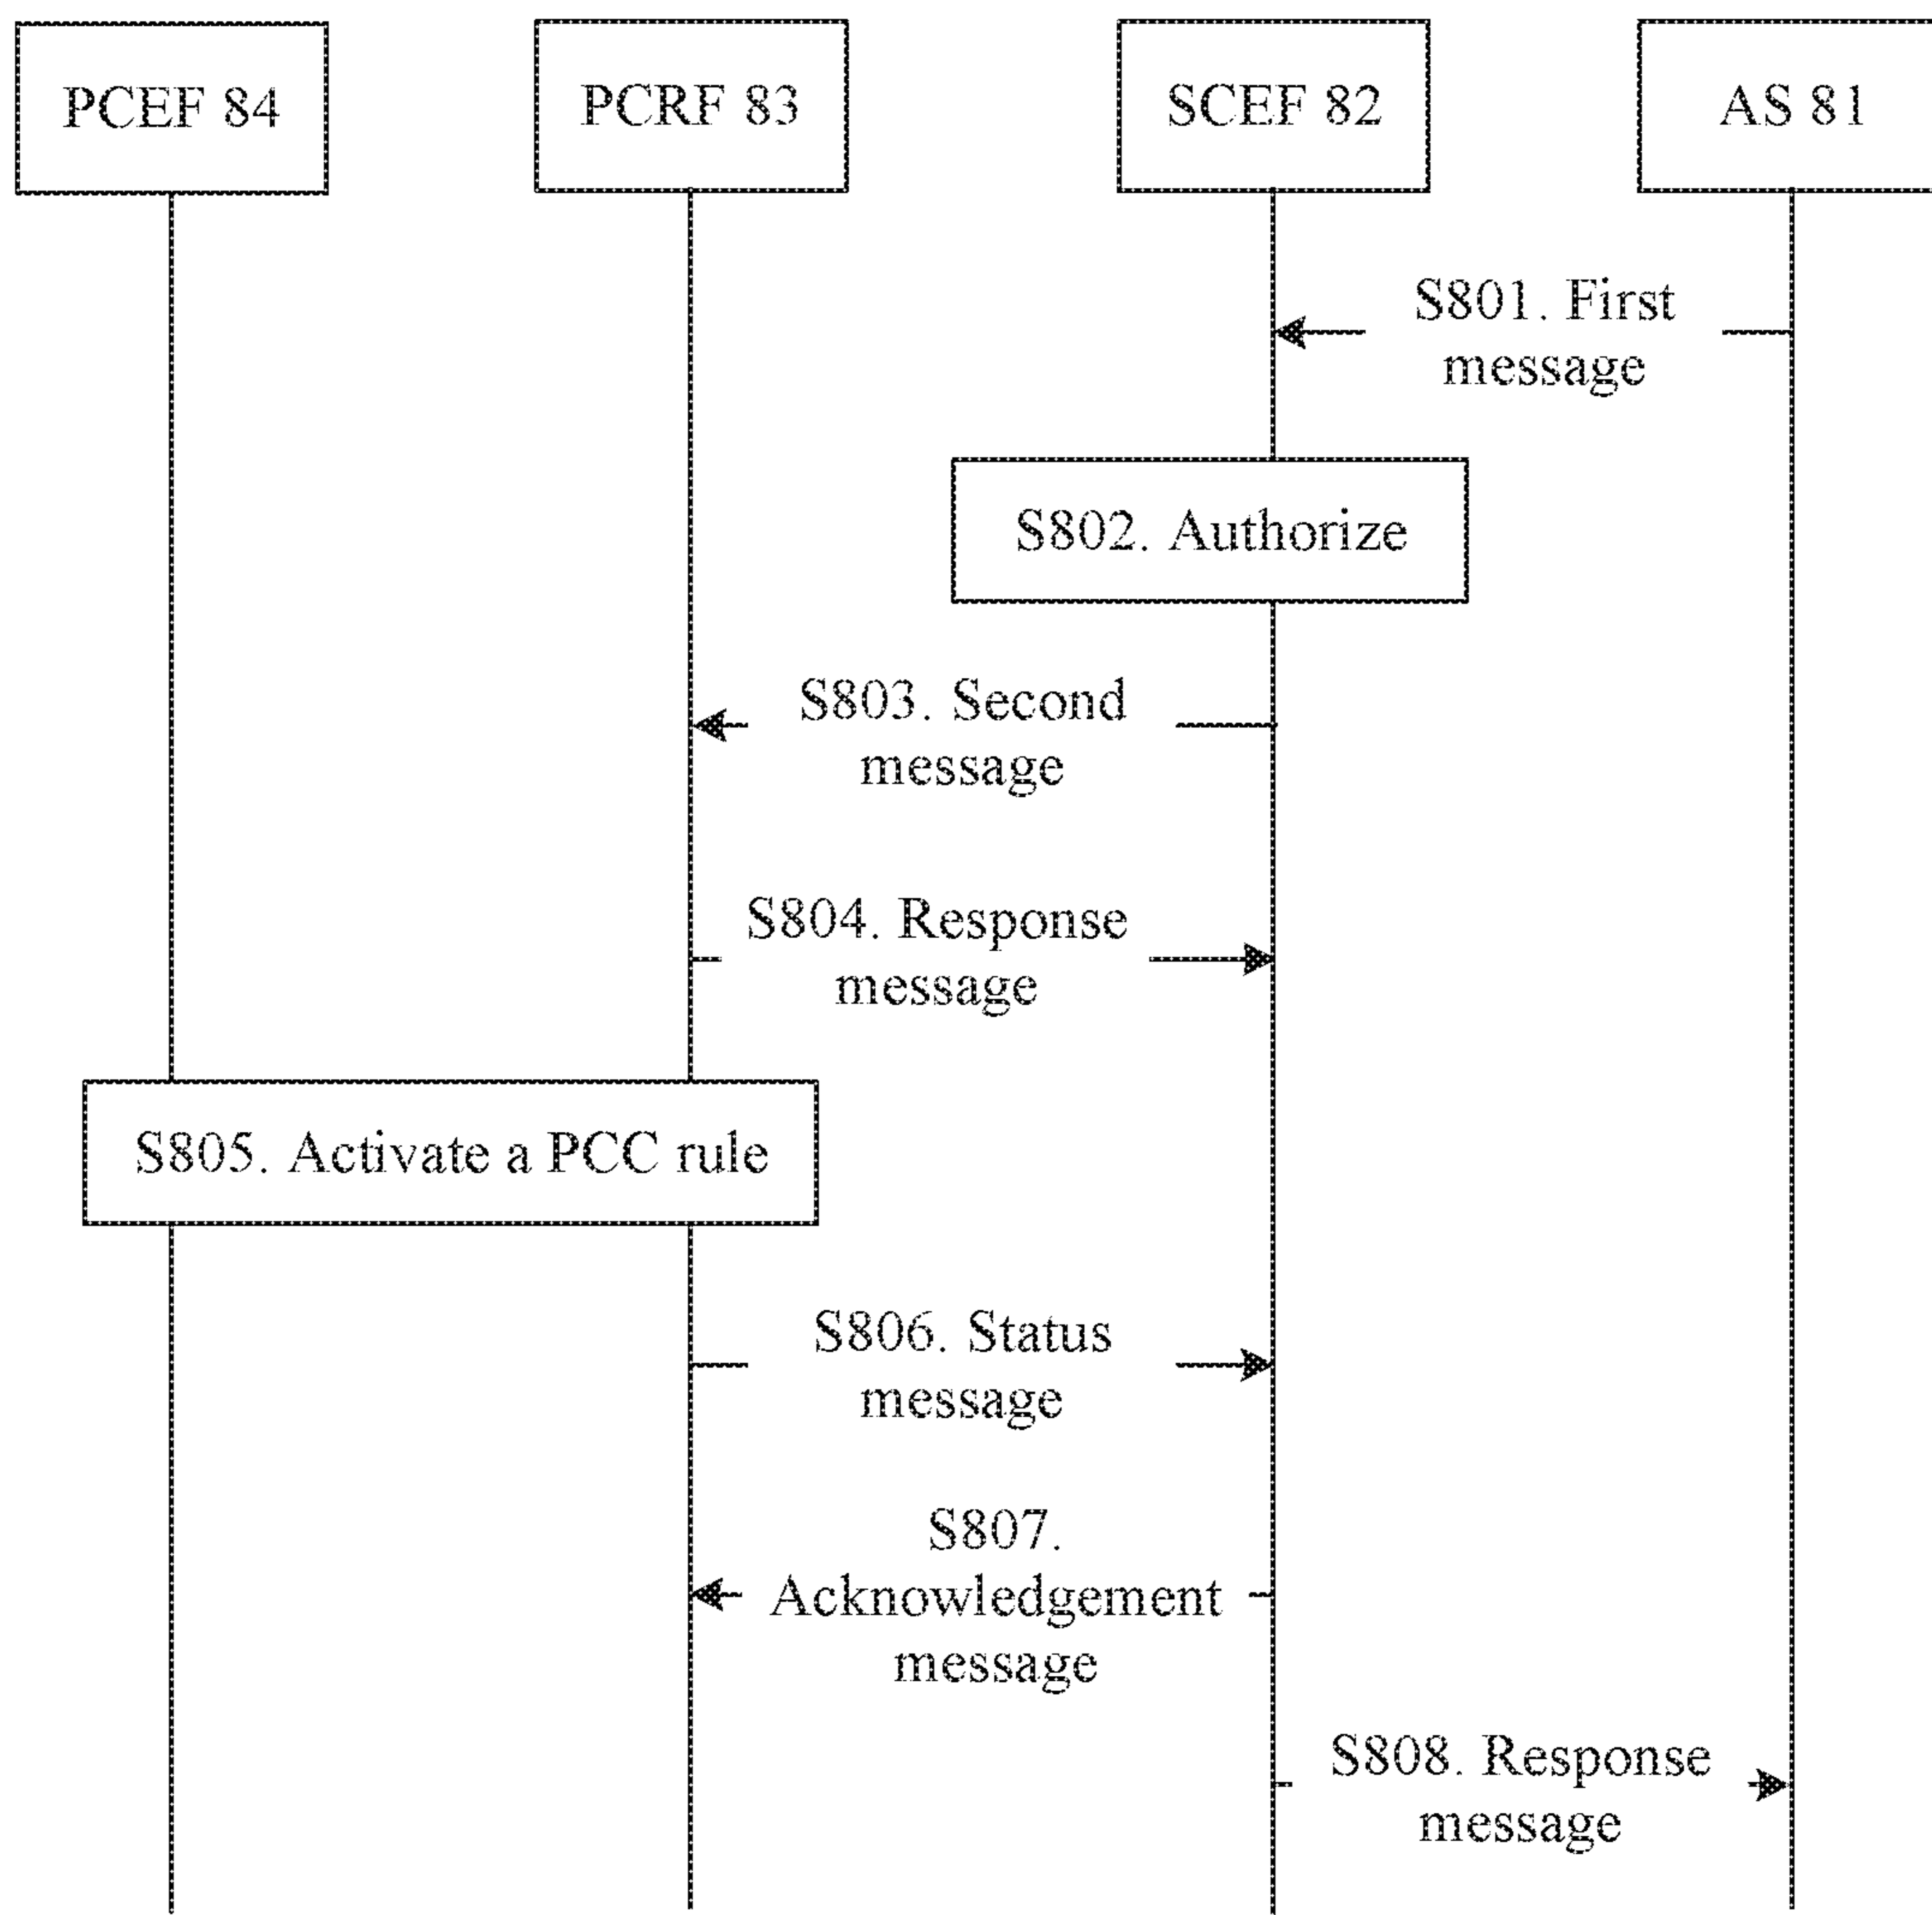 PCEF 84
PCRF 83
SCEF 82
AS 81
S801. First
message
S802. Authorize
S803. Second
message
S804. Response
message
S805. Activate a PCC rule
S806. Status
message
S807.
Acknowledgement
message
S808. Response
message